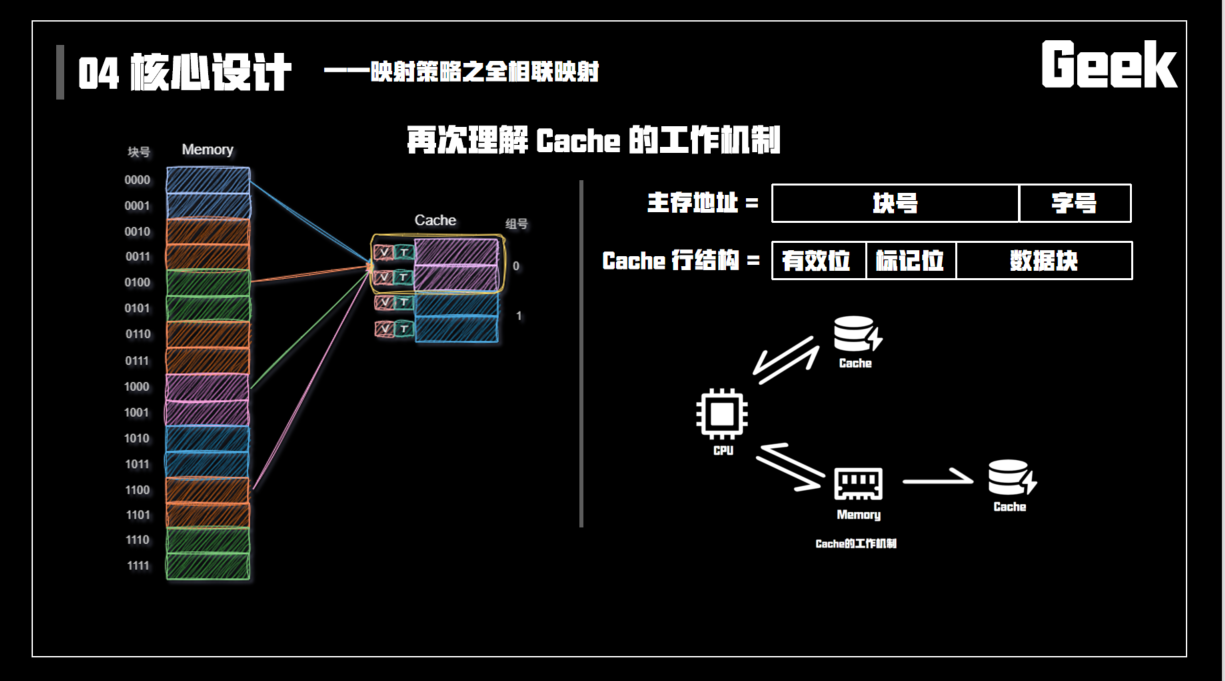 04 核心设计
——映射策略之全相联映射
Geek
再次理解 Cache 的工作机制
块号
Memory
0000
0001
0010
0011
0100
0101
0110
0111
1000
1001
1010
1011
1100
1101
1110
1111
Cache
组号
V T
V T
0
V T
V T
1
主存地址 = 块号 字号
Cache 行结构 = 有效位 标记位 数据块
Cache
CPU
Memory
Cache
Cache的工作机制